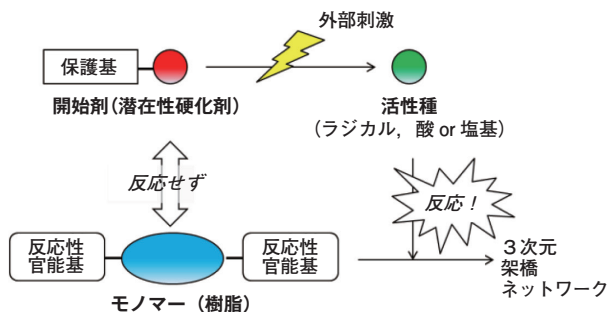 外部刺激
保護基
開始剤（潜在性硬化剤）
活性種
（ラジカル，酸 or 塩基）
反応せず
反応！
反応性
官能基
反応性
官能基
モノマー（樹脂）
３次元
架橋
ネットワーク